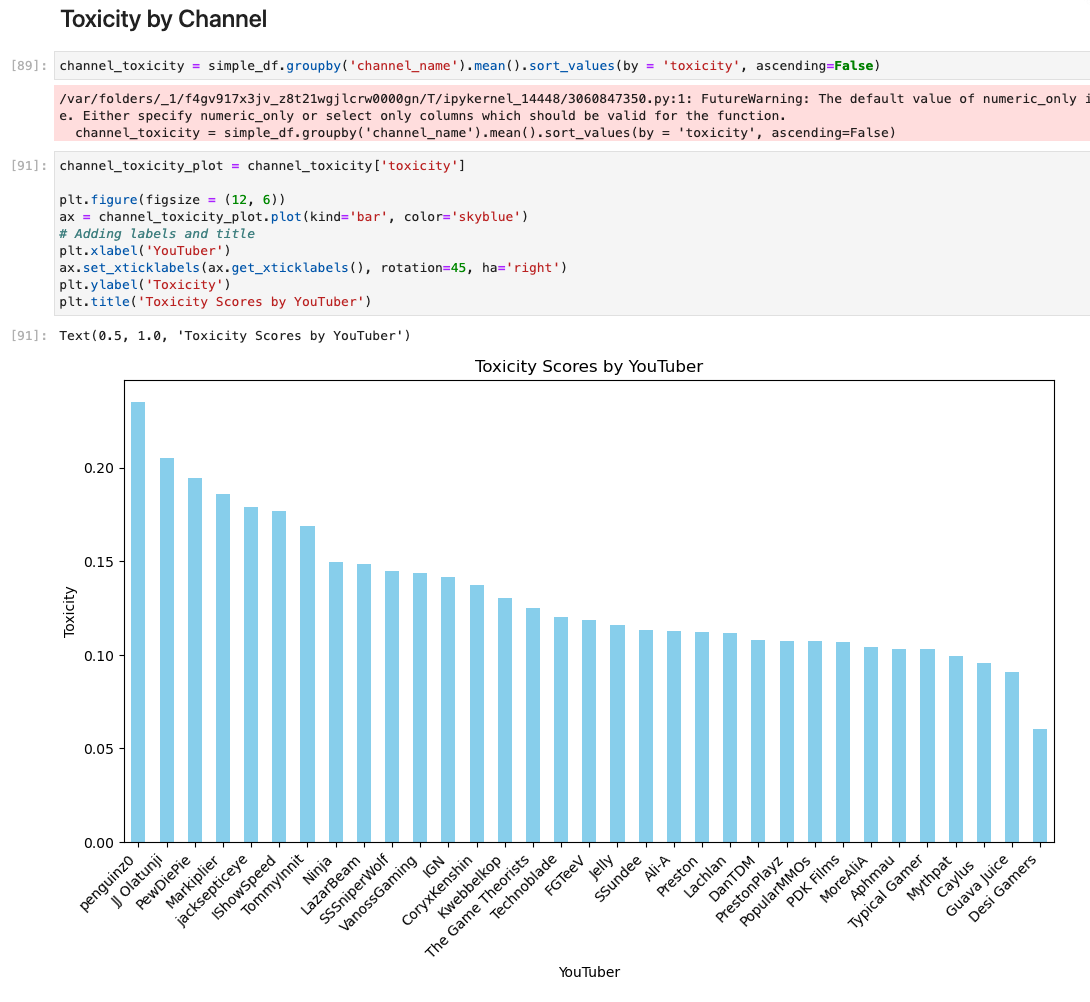 Toxicity by Channel
[89]: channel_toxicity = simple_df.groupby('channel_name').mean().sort_values(by = 'toxicity', ascending=False)
/var/folders/_1/f4gv917x3jv_z8t21wgjlcrw0000gn/T/ipykernel_14448/3060847350.py:1: FutureWarning: The default value of numeric_only i
e. Either specify numeric_only or select only columns which should be valid for the function.
channel_toxicity = simple_df.groupby('channel_name').mean().sort_values(by = 'toxicity', ascending=False)
[91]: channel_toxicity_plot = channel_toxicity['toxicity']
plt.figure(figsize = (12, 6))
ax = channel_toxicity_plot.plot(kind='bar', color='skyblue')
# Adding labels and title
plt.xlabel('YouTuber')
ax.set_xticklabels(ax.get_xticklabels(), rotation=45, ha='right')
plt.ylabel('Toxicity')
plt.title('Toxicity Scores by YouTuber')
[91]: Text(0.5, 1.0, 'Toxicity Scores by YouTuber')
Toxicity Scores by YouTuber
Toxicity
0.20
0.15
0.10
0.05
0.00
penguinz0
JJ Olatunji
PewDiePie
Markiplier
jacksepticeye
IShowSpeed
TommyInnit
Ninja
LazarBeam
SSSniperWolf
VanossGaming
IGN
CoryxKenshin
Kwebbelkop
The Game Theorists
Technoblade
FGTeeV
Jelly
SSundee
Ali-A
Preston
Lachlan
DanTDM
PrestonPlayz
PopularMMOs
PDK Films
MoreAliA
Aphmau
Typical Gamer
Mythpat
Caylus
Guava Juice
Desi Gamers
YouTuber